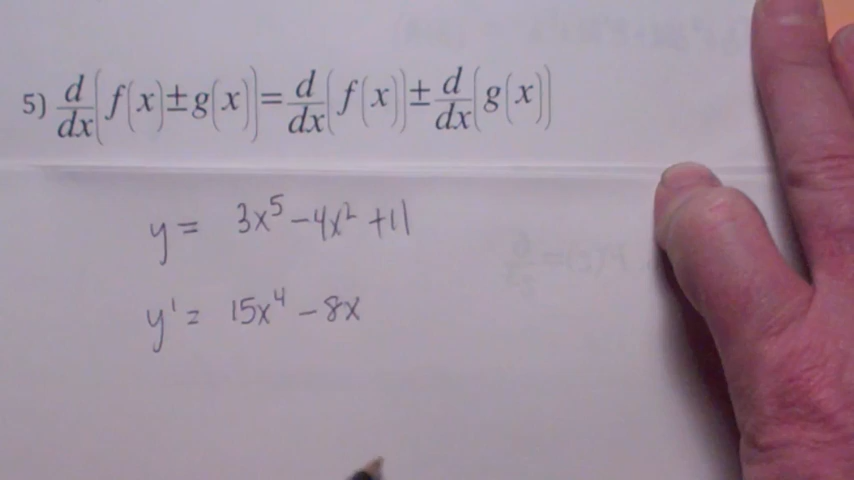 5) d/dx(f(x)±g(x))=d/dx(f(x))±d/dx(g(x))
y = 3x⁵ - 4x² + 11
y' = 15x⁴ - 8x